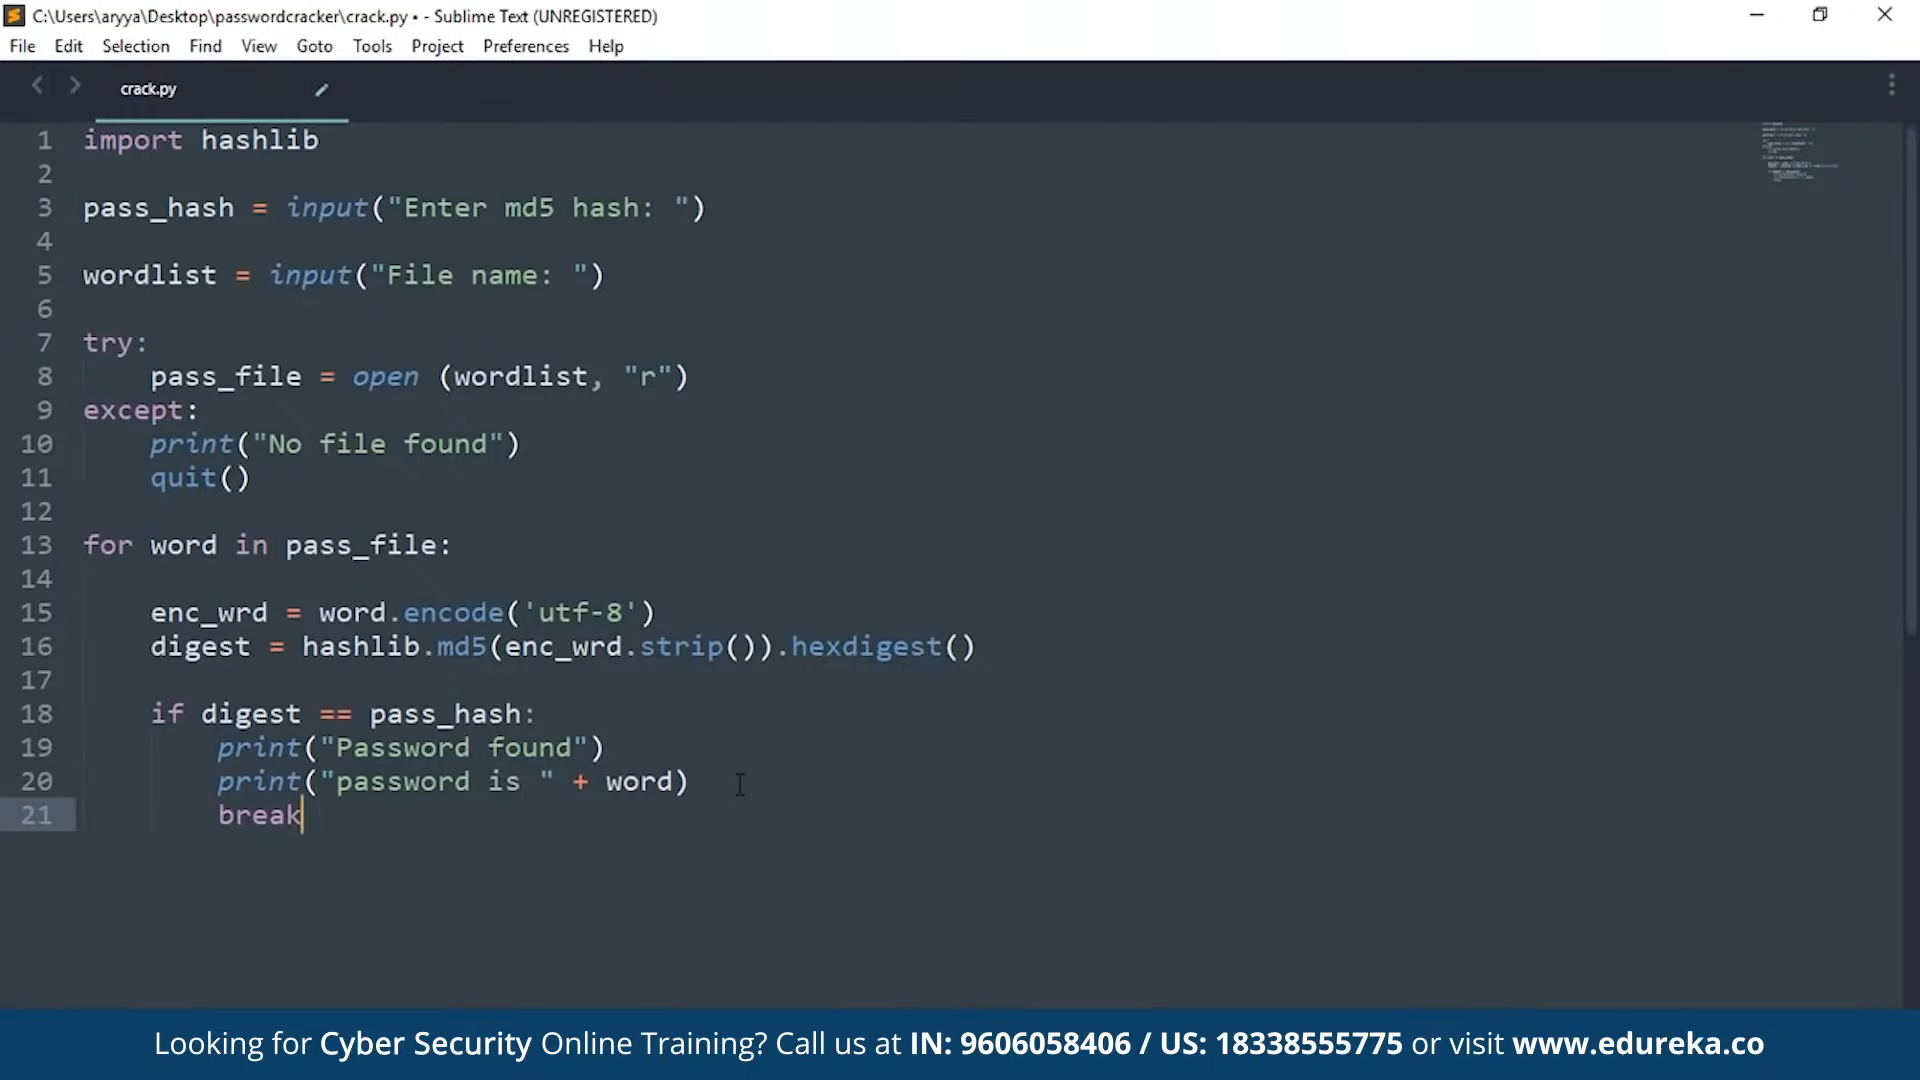 C:\Users\aryya\Desktop\passwordcracker\crack.py • - Sublime Text (UNREGISTERED)
File Edit Selection Find View Goto Tools Project Preferences Help
crack.py
1 import hashlib
2
3 pass_hash = input("Enter md5 hash: ")
4
5 wordlist = input("File name: ")
6
7 try:
8     pass_file = open (wordlist, "r")
9 except:
10     print("No file found")
11     quit()
12
13 for word in pass_file:
14
15     enc_wrd = word.encode('utf-8')
16     digest = hashlib.md5(enc_wrd.strip()).hexdigest()
17
18     if digest == pass_hash:
19         print("Password found")
20         print("password is " + word)
21         break
Looking for Cyber Security Online Training? Call us at IN: 9606058406 / US: 18338555775 or visit www.edureka.co